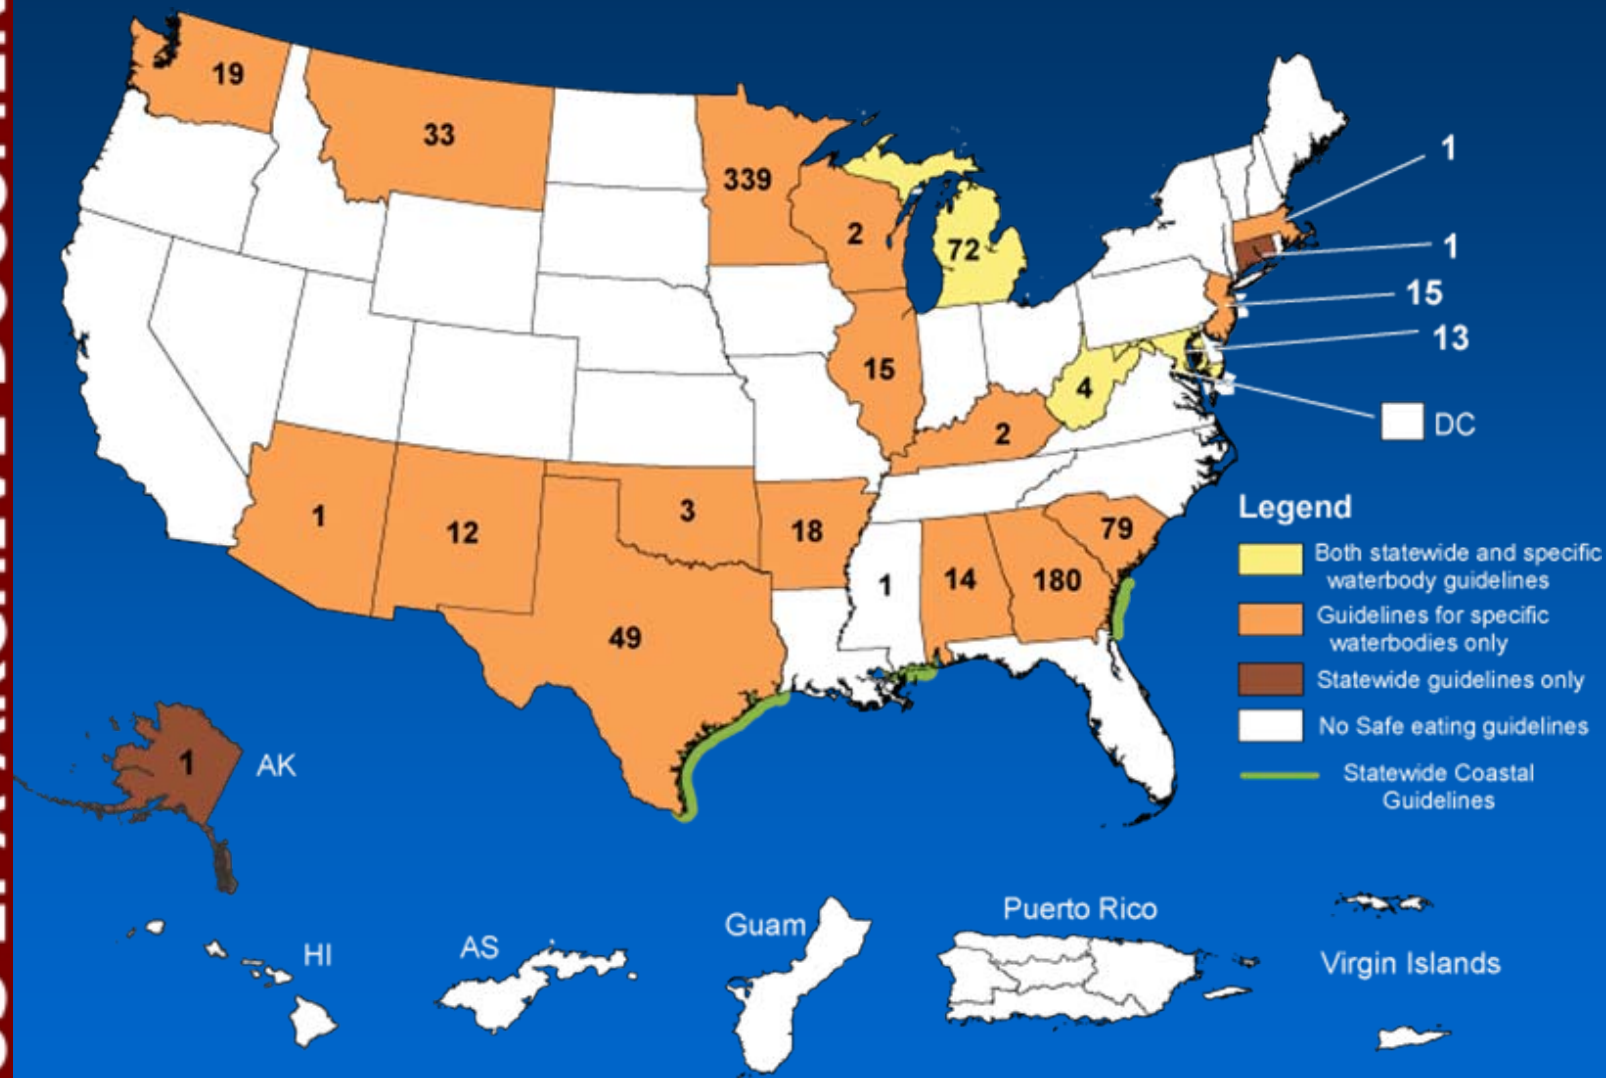 19
33
339
2
72
1
1
15
13
4
15
2
DC
1
12
3
18
1
14
180
79
49
Legend
Both statewide and specific
waterbody guidelines
Guidelines for specific
waterbodies only
Statewide guidelines only
No Safe eating guidelines
Statewide Coastal
Guidelines
1
AK
HI
AS
Guam
Puerto Rico
Virgin Islands